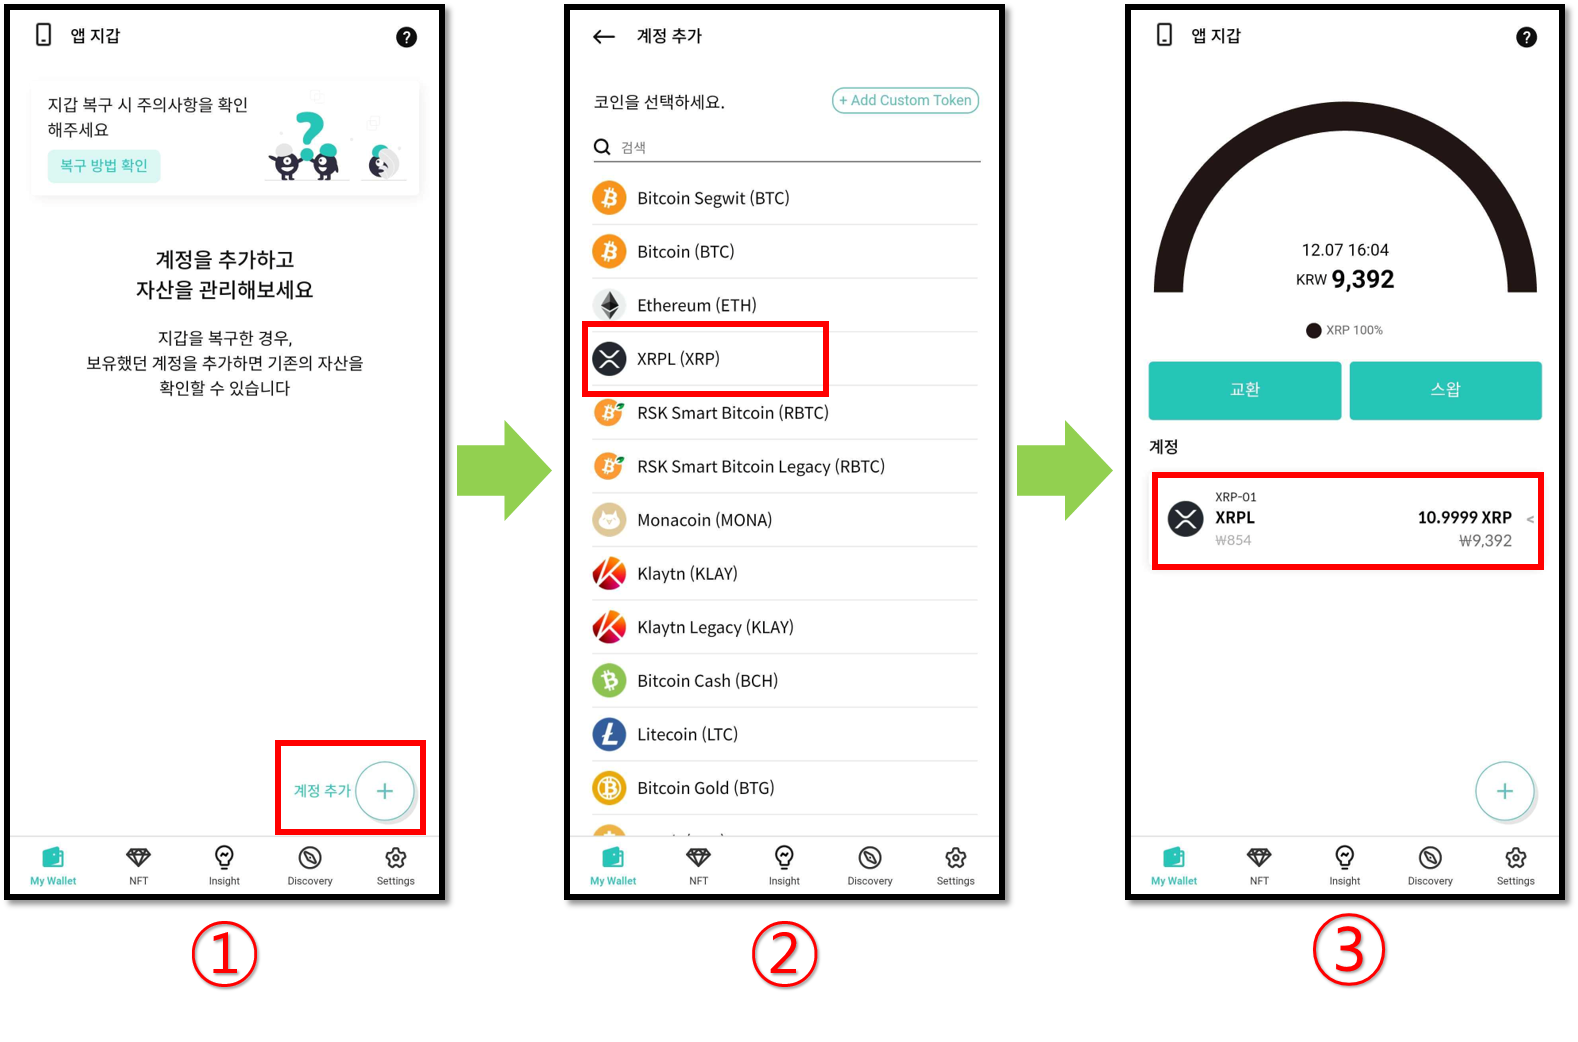 앱 지갑
?
지갑 복구 시 주의사항을 확인
해주세요
복구 방법 확인
계정을 추가하고
자산을 관리해보세요
지갑을 복구한 경우,
보유했던 계정을 추가하면 기존의 자산을
확인할 수 있습니다
계정 추가 +
My Wallet NFT Insight Discovery Settings
①
계정 추가
코인을 선택하세요.
+ Add Custom Token
검색
Bitcoin Segwit (BTC)
Bitcoin (BTC)
Ethereum (ETH)
XRPL (XRP)
RSK Smart Bitcoin (RBTC)
RSK Smart Bitcoin Legacy (RBTC)
Monacoin (MONA)
Klaytn (KLAY)
Klaytn Legacy (KLAY)
Bitcoin Cash (BCH)
Litecoin (LTC)
Bitcoin Gold (BTG)
My Wallet NFT Insight Discovery Settings
②
앱 지갑
?
12.07 16:04
KRW 9,392
XRP 100%
교환
스왑
계정
XRP-01
XRPL 10.9999 XRP <
₩854 ₩9,392
+
My Wallet NFT Insight Discovery Settings
③